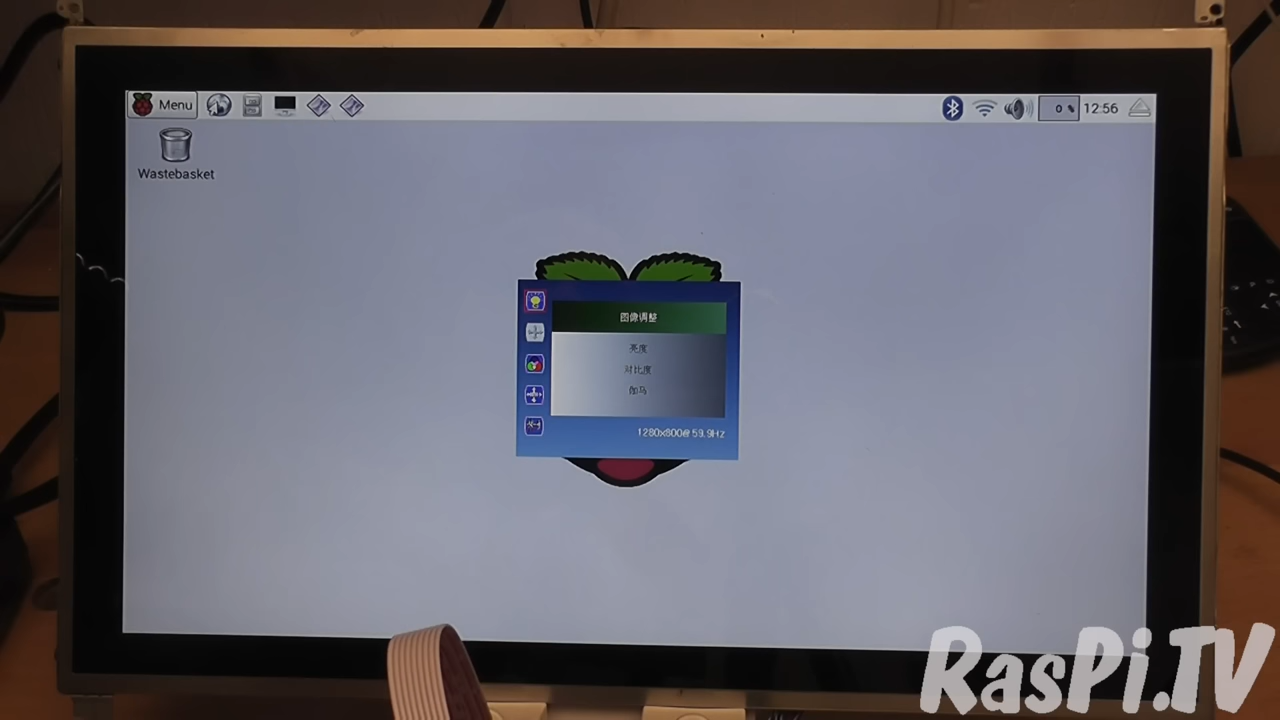 Menu
0 %
12:56
Wastebasket
图像调整
亮度
对比度
伽马
1280x800@59.9Hz
RasPi.TV